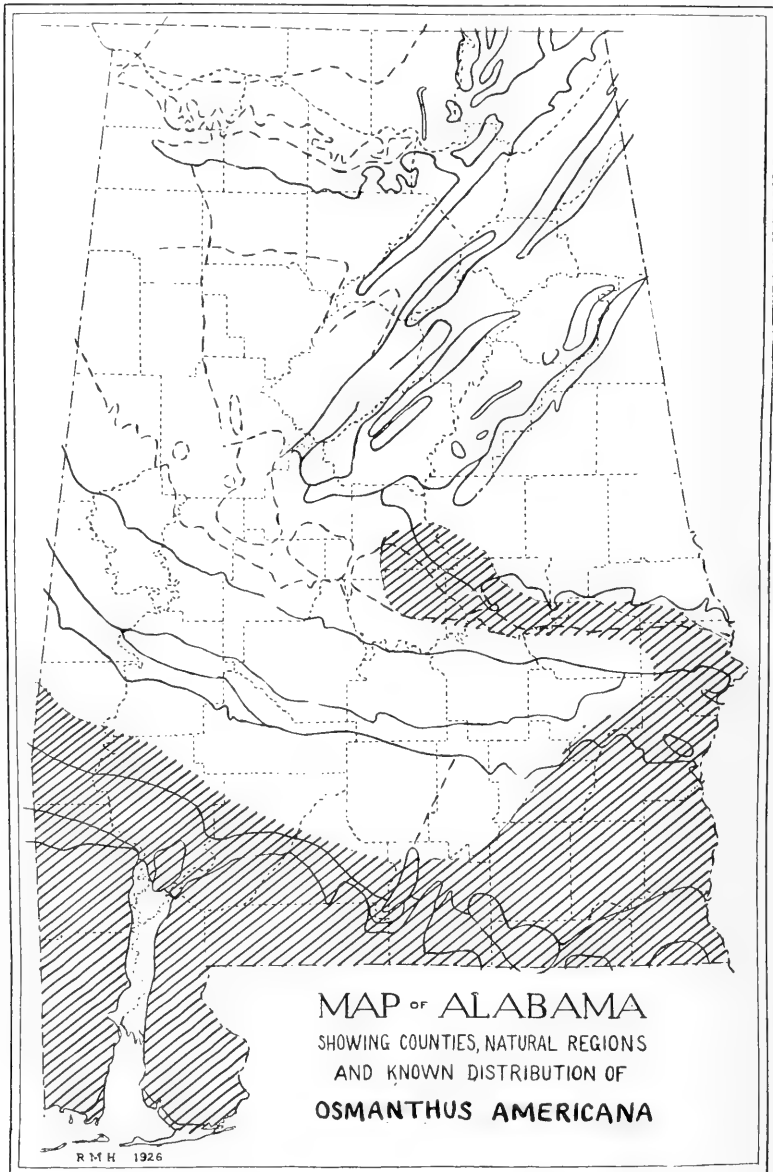 MAP OF ALABAMA
SHOWING COUNTIES, NATURAL REGIONS
AND KNOWN DISTRIBUTION OF
OSMANTHUS AMERICANA
RMH 1926